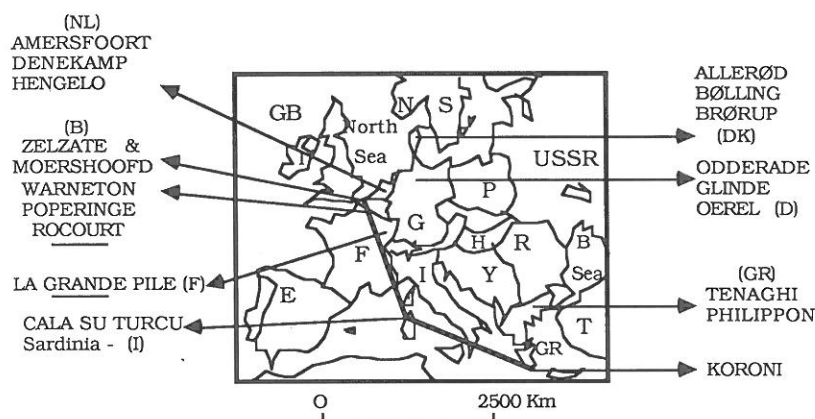 (NL)
AMERSFOORT
DENEKAMP
HENGELO
(B)
ZELZATE &
MOERSHOOFD
WARNETON
POPERINGE
ROCOURT
LA GRANDE PILE (F)
CALA SU TURCU
Sardinia - (I)
GB
N
S
North
Sea
I
USSR
P
G
F
H
R
B
Sea
I
Y
E
T
GR
ALLERØD
BØLLING
BRØRUP
(DK)
ODDERADE
GLINDE
OEREL (D)
(GR)
TENAGHI
PHILIPPON
KORONI
O
2500 Km